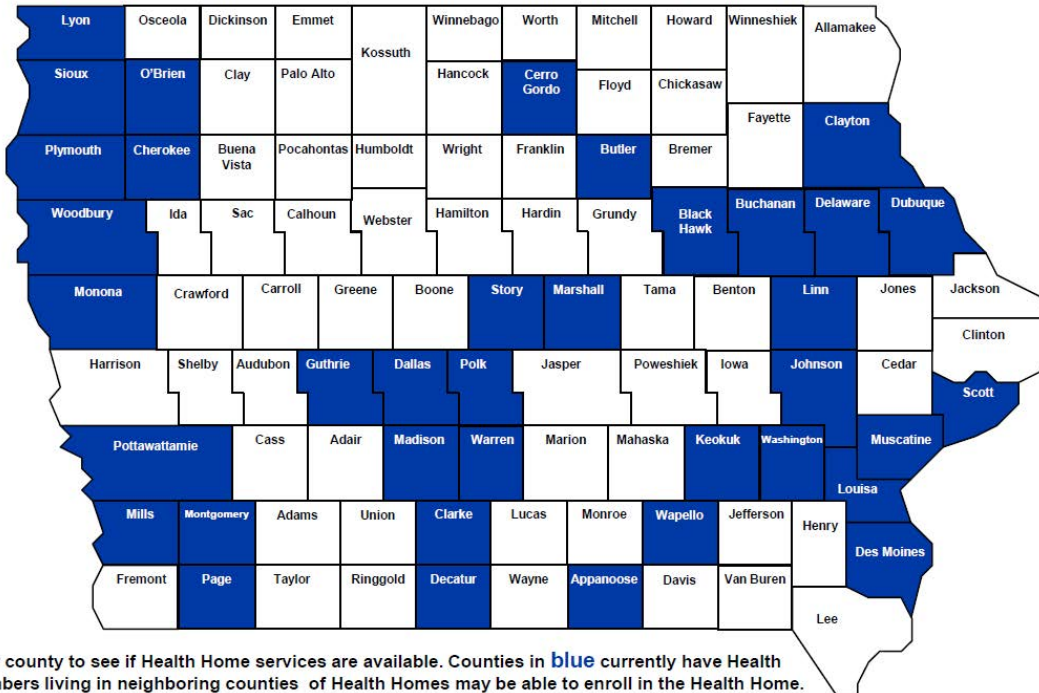 Lyon
Osceola
Dickinson
Emmet
Kossuth
Winnebago
Worth
Mitchell
Howard
Winneshiek
Allamakee
Sioux
O'Brien
Clay
Palo Alto
Hancock
Cerro
Gordo
Floyd
Chickasaw
Fayette
Clayton
Plymouth
Cherokee
Buena
Vista
Pocahontas
Humboldt
Wright
Franklin
Butler
Bremer
Woodbury
Ida
Sac
Calhoun
Webster
Hamilton
Hardin
Grundy
Black
Hawk
Buchanan
Delaware
Dubuque
Monona
Crawford
Carroll
Greene
Boone
Story
Marshall
Tama
Benton
Linn
Jones
Jackson
Clinton
Harrison
Shelby
Audubon
Guthrie
Dallas
Polk
Jasper
Poweshiek
Iowa
Johnson
Cedar
Scott
Pottawattamie
Cass
Adair
Madison
Warren
Marion
Mahaska
Keokuk
Washington
Muscatine
Louisa
Mills
Montgomery
Adams
Union
Clarke
Lucas
Monroe
Wapello
Jefferson
Henry
Des Moines
Fremont
Page
Taylor
Ringgold
Decatur
Wayne
Appanoose
Davis
Van Buren
Lee
county to see if Health Home services are available. Counties in blue currently have Health
living in neighboring counties of Health Homes may be able to enroll in the Health Home.